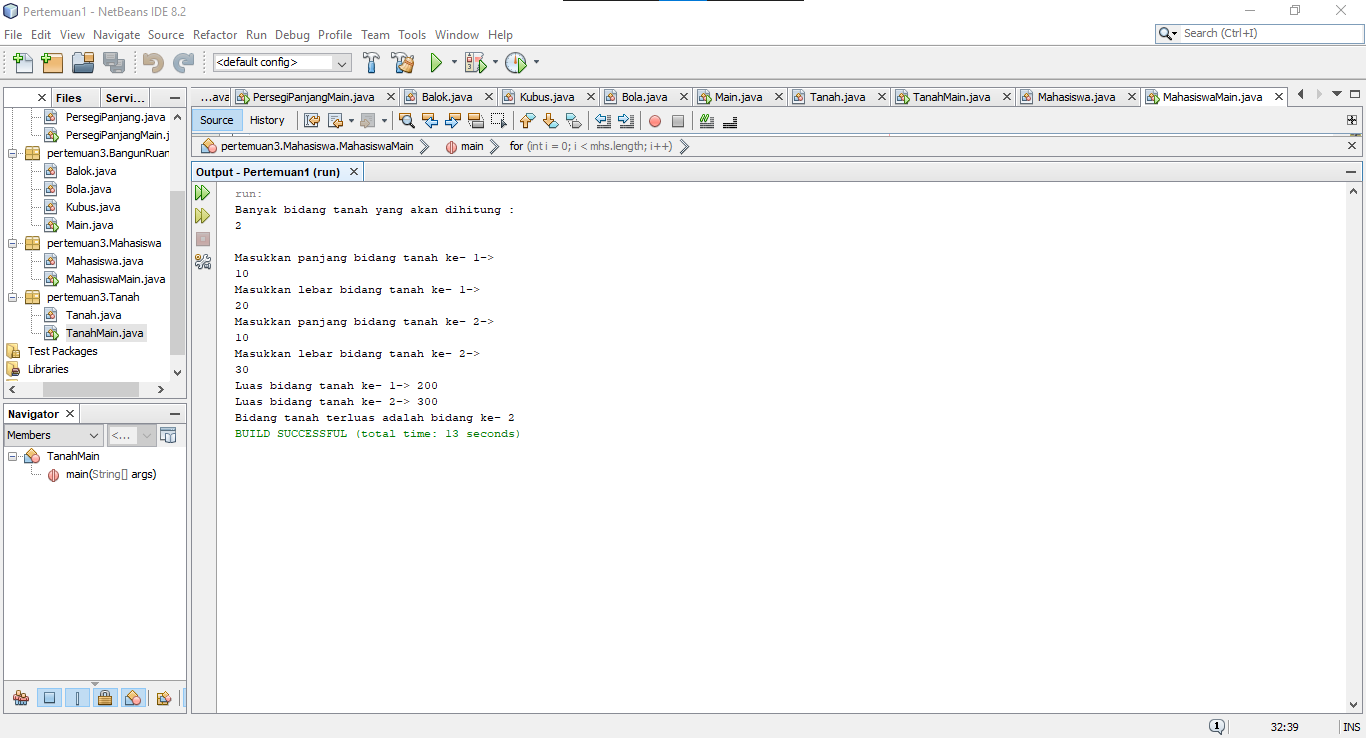 Pertemuan1 - NetBeans IDE 8.2
File Edit View Navigate Source Refactor Run Debug Profile Team Tools Window Help
Search (Ctrl+I)
<default config>
Files Servi...
PersegiPanjang.java
PersegiPanjangMain.j
pertemuan3.BangunRuan
Balok.java
Bola.java
Kubus.java
Main.java
pertemuan3.Mahasiswa
Mahasiswa.java
MahasiswaMain.java
pertemuan3.Tanah
Tanah.java
TanahMain.java
Test Packages
Libraries
Navigator
Members <...
TanahMain
main(String[] args)
...ava PersegiPanjangMain.java Balok.java Kubus.java Bola.java Main.java Tanah.java TanahMain.java Mahasiswa.java MahasiswaMain.java
Source History
pertemuan3.Mahasiswa.MahasiswaMain main for (int i = 0; i < mhs.length; i++)
Output - Pertemuan1 (run)
run:
Banyak bidang tanah yang akan dihitung :
2
Masukkan panjang bidang tanah ke- 1->
10
Masukkan lebar bidang tanah ke- 1->
20
Masukkan panjang bidang tanah ke- 2->
10
Masukkan lebar bidang tanah ke- 2->
30
Luas bidang tanah ke- 1-> 200
Luas bidang tanah ke- 2-> 300
Bidang tanah terluas adalah bidang ke- 2
BUILD SUCCESSFUL (total time: 13 seconds)
1 32:39 INS